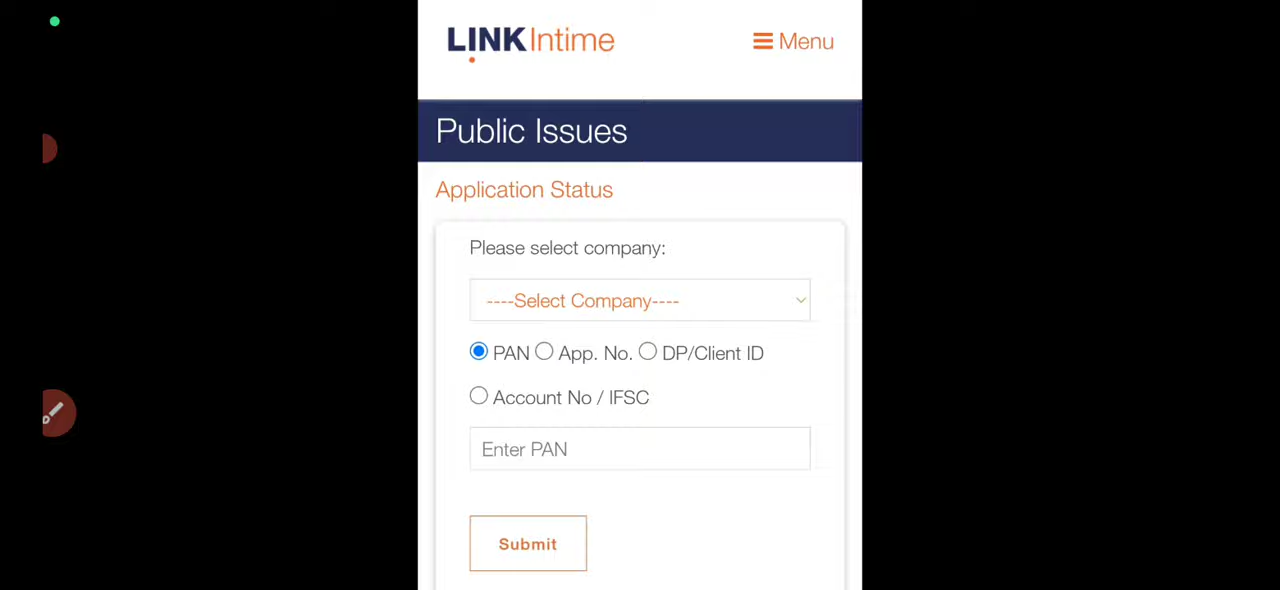 LINK Intime
Menu
Public Issues
Application Status
Please select company:
----Select Company----
PAN App. No. DP/Client ID
Account No / IFSC
Enter PAN
Submit